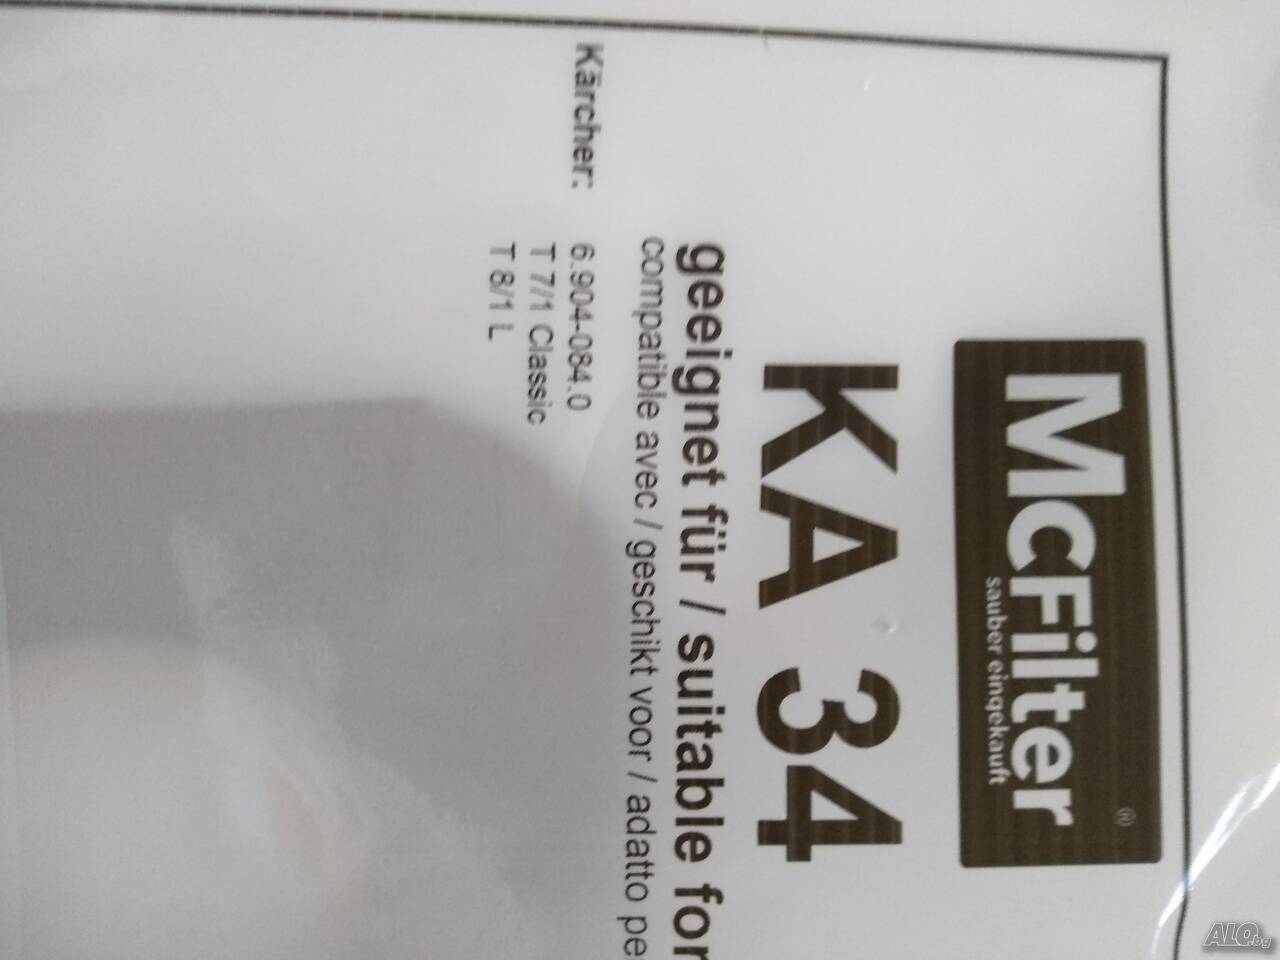 McFilter®
sauber eingekauft
KA 34
geeignet für / suitable for
compatible avec / geschikt voor / adatto pe
Kärcher: 6.904-084.0
T 7/1 Classic
T 8/1 L
ALO.bg